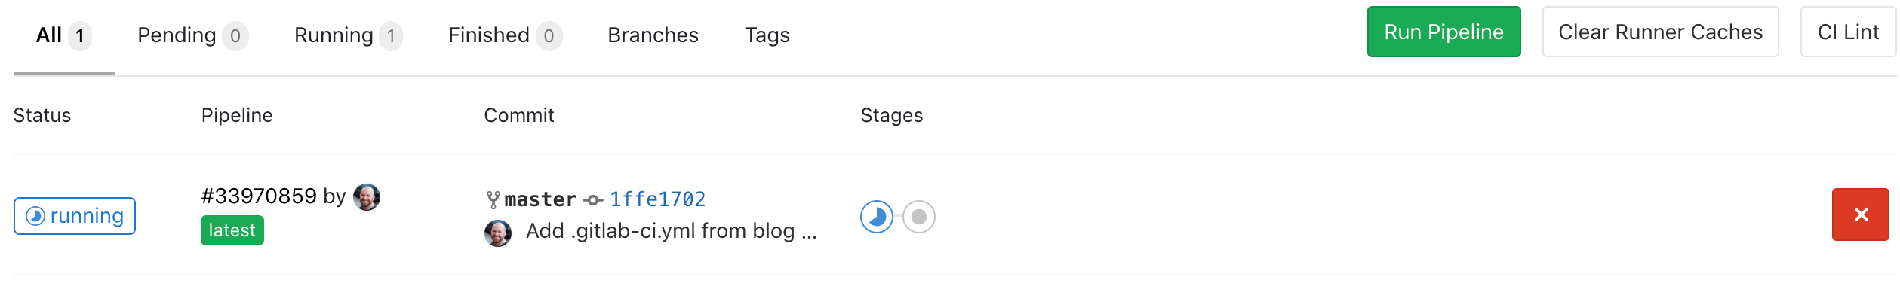 All 1 Pending 0 Running 1 Finished 0 Branches Tags Run Pipeline Clear Runner Caches CI Lint
Status Pipeline Commit Stages
running #33970859 by master 1ffe1702
latest Add .gitlab-ci.yml from blog ...